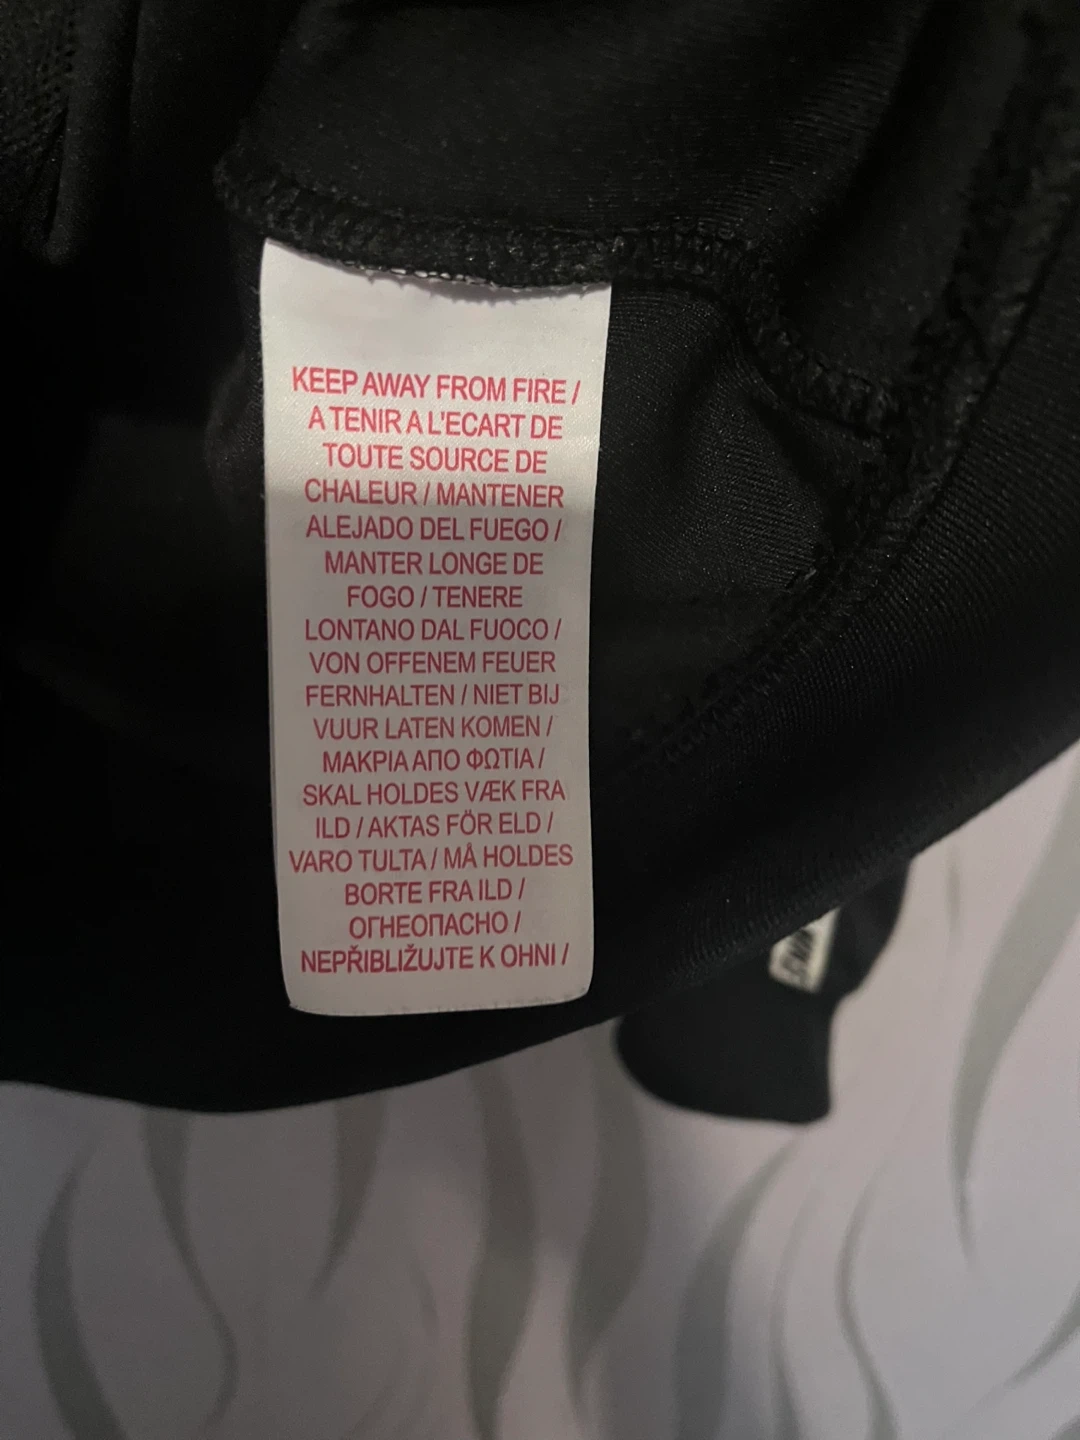 KEEP AWAY FROM FIRE /
A TENIR A L'ECART DE
TOUTE SOURCE DE
CHALEUR / MANTENER
ALEJADO DEL FUEGO /
MANTER LONGE DE
FOGO / TENERE
LONTANO DAL FUOCO /
VON OFFENEM FEUER
FERNHALTEN / NIET BIJ
VUUR LATEN KOMEN /
ΜΑΚΡΙΑ ΑΠΟ ΦΩΤΙΑ /
SKAL HOLDES VÆK FRA
ILD / AKTAS FÖR ELD /
VARO TULTA / MÅ HOLDES
BORTE FRA ILD /
ОГНЕОПАСНО /
NEPŘIBLIŽUJTE K OHNI /